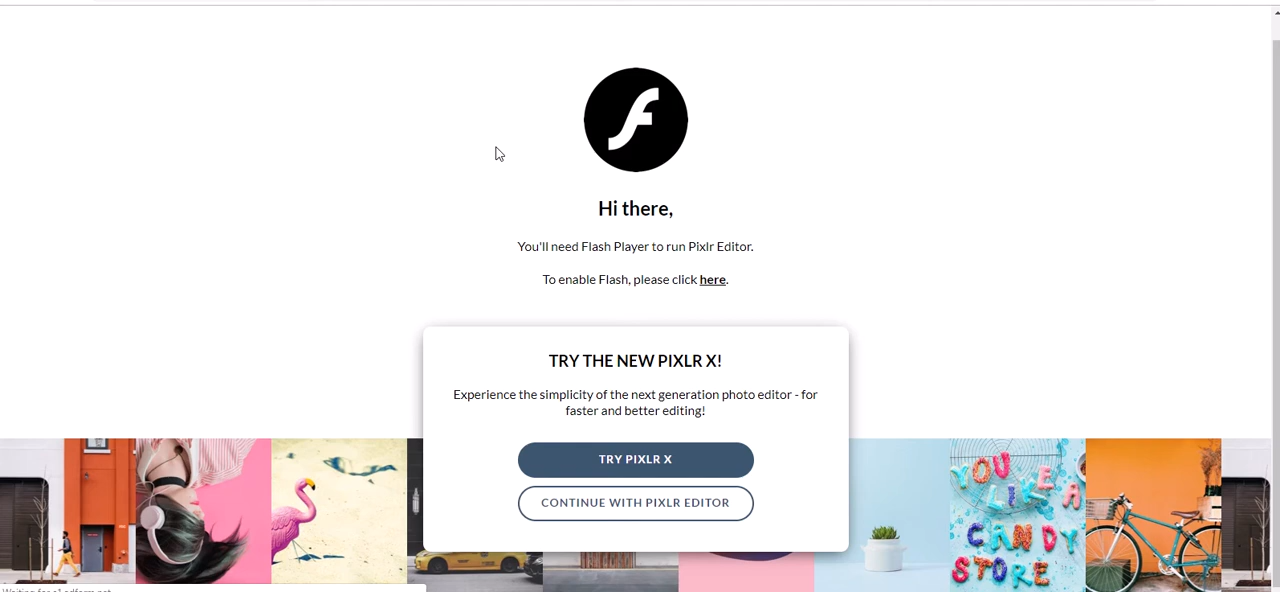 Hi there,
You'll need Flash Player to run Pixlr Editor.
To enable Flash, please click here.
TRY THE NEW PIXLR X!
Experience the simplicity of the next generation photo editor - for
faster and better editing!
TRY PIXLR X
CONTINUE WITH PIXLR EDITOR
YOU
LIKE A
CANDY
STORE